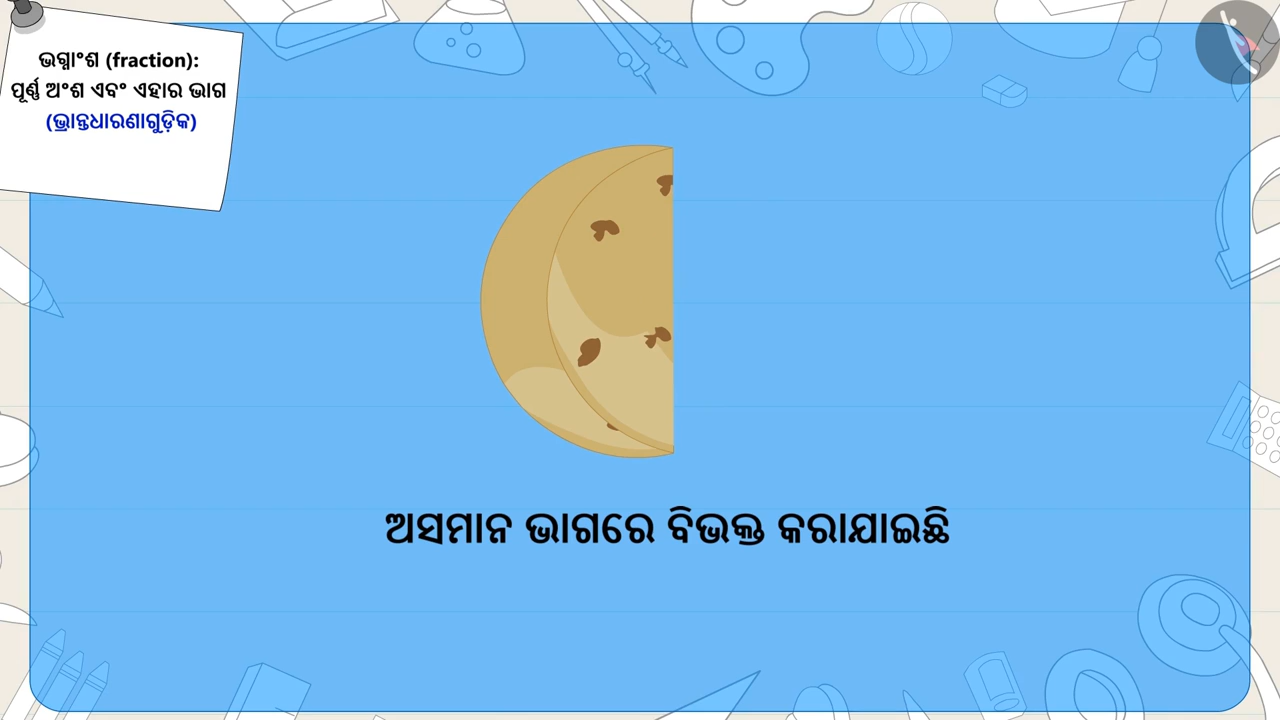 ଭଗ୍ନାଂଶ (fraction):
ପୂର୍ଣ୍ଣ ଅଂଶ ଏବଂ ଏହାର ଭାଗ
(ଭ୍ରାନ୍ତଧାରଣାଗୁଡ଼ିକ)
ଅସମାନ ଭାଗରେ ବିଭକ୍ତ କରାଯାଇଛି